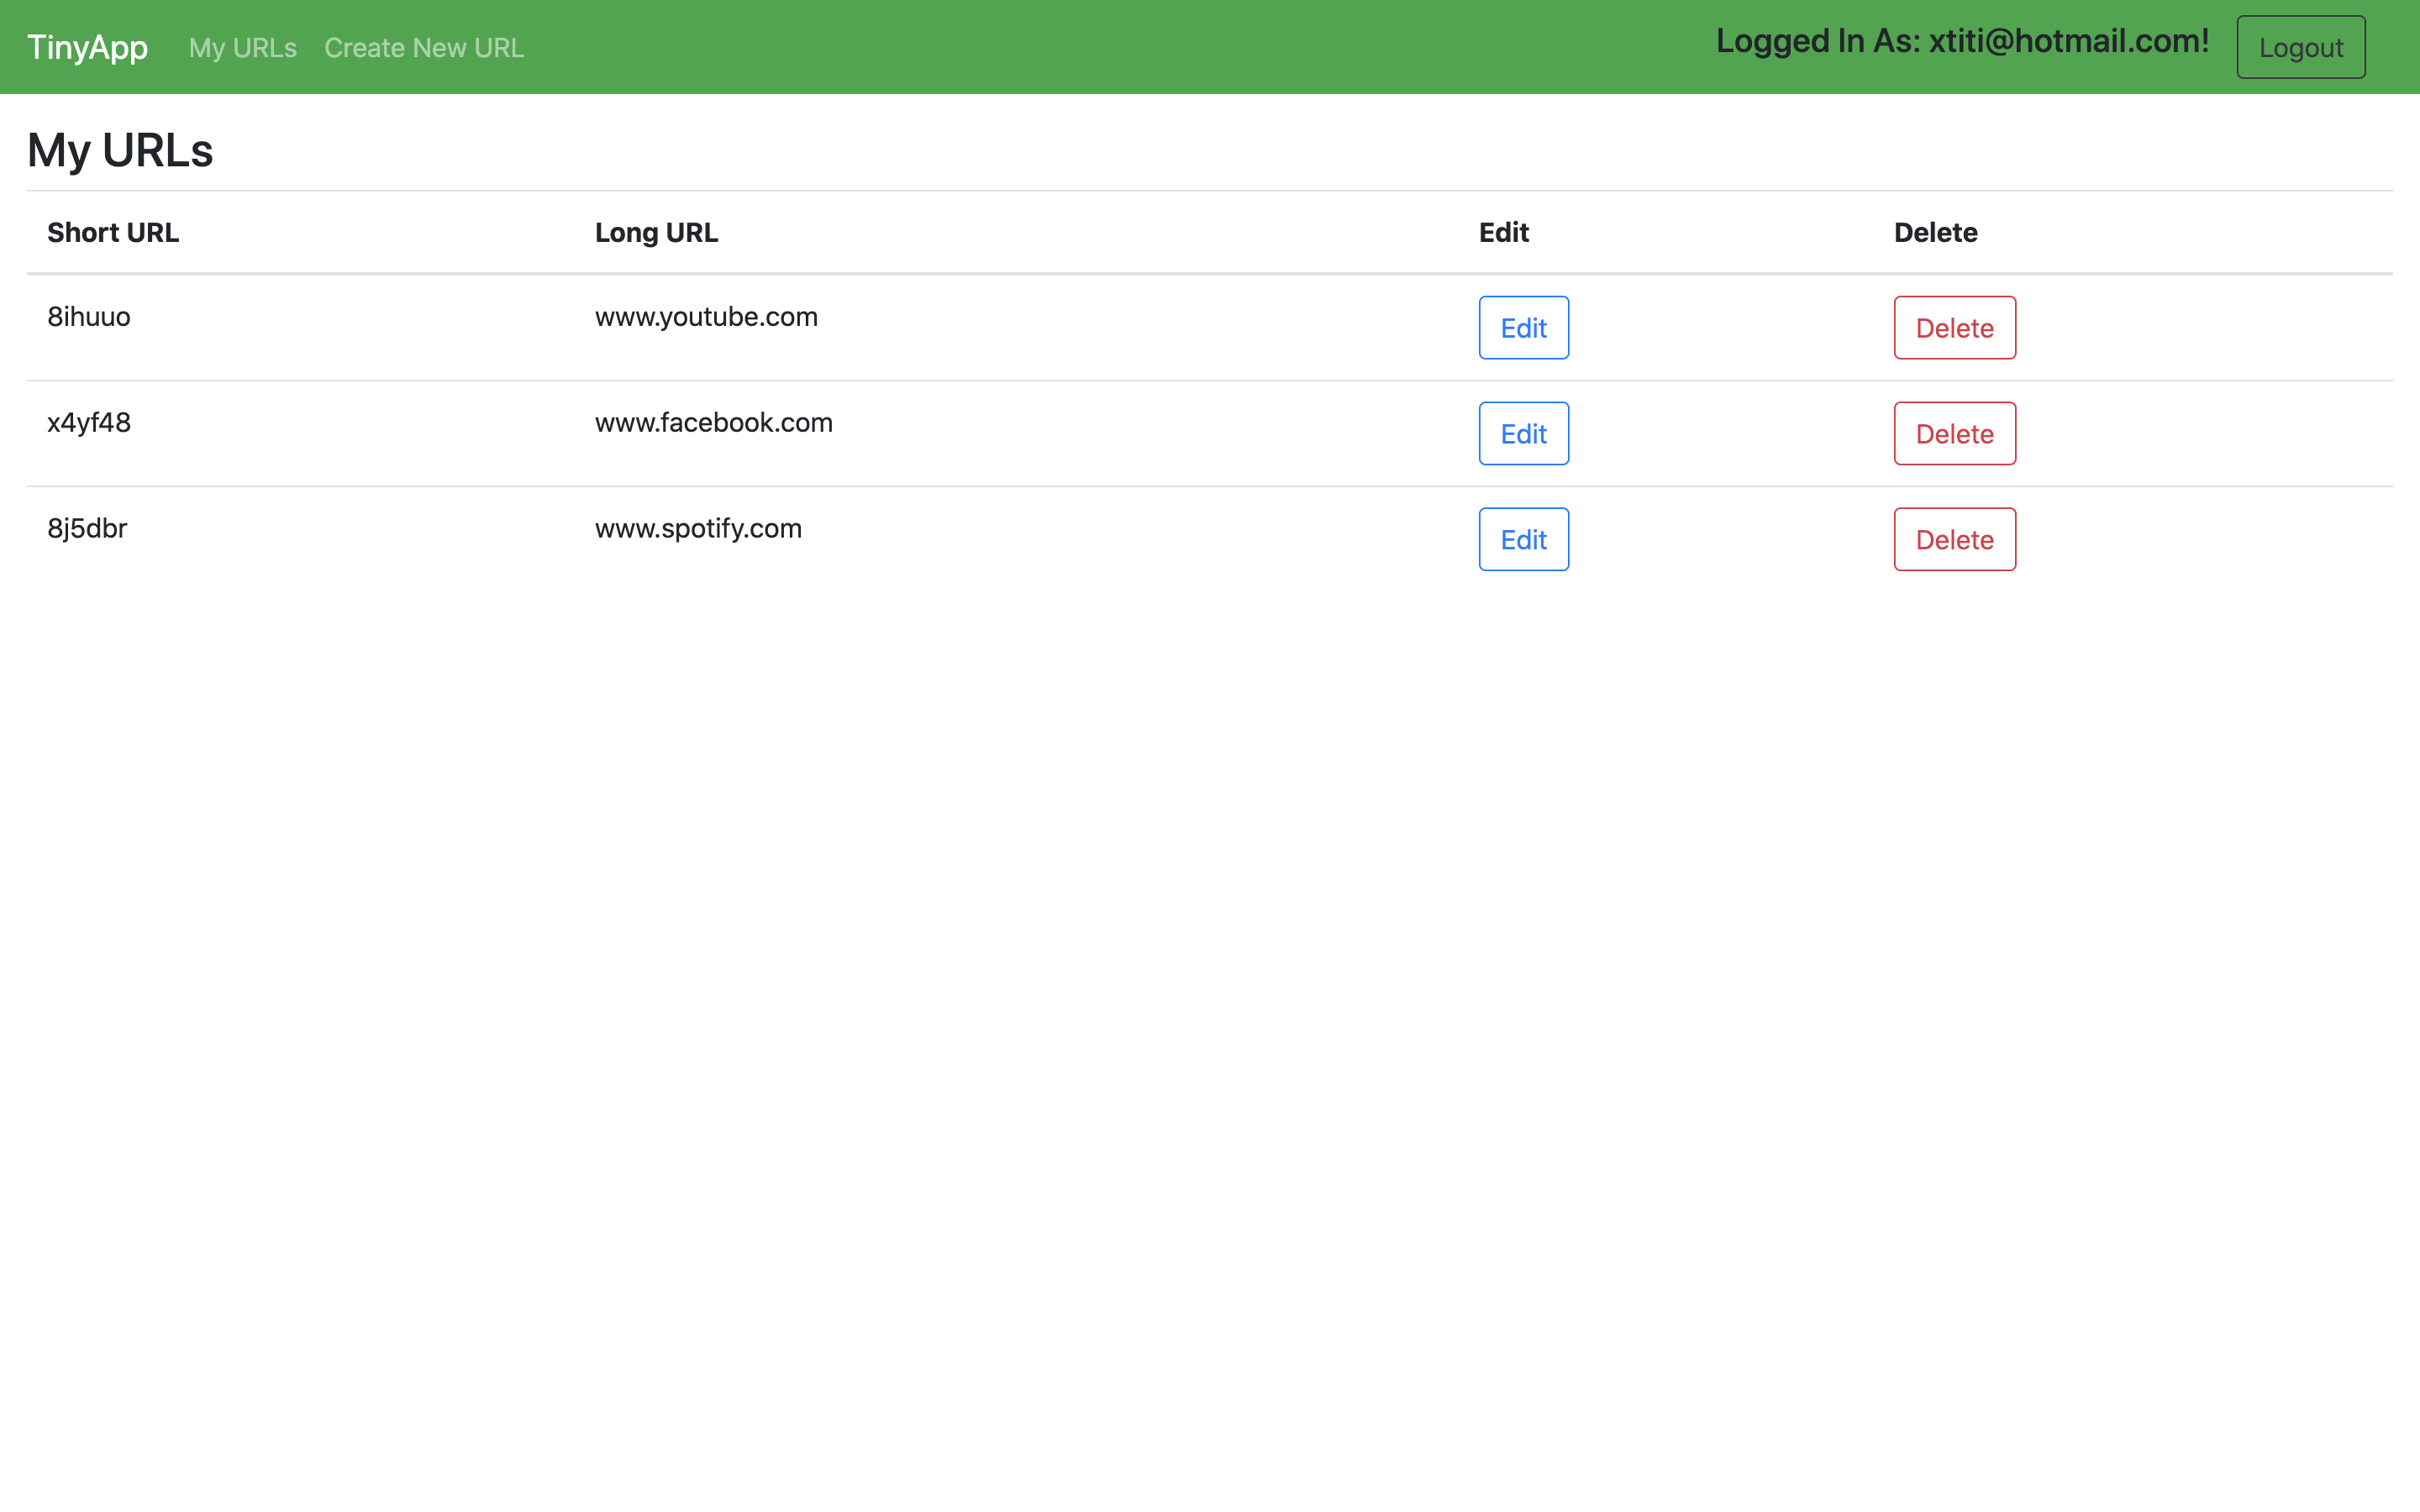 TinyApp My URLs Create New URL Logged In As: xtiti@hotmail.com! Logout
My URLs
Short URL Long URL Edit Delete
8ihuuo www.youtube.com Edit Delete
x4yf48 www.facebook.com Edit Delete
8j5dbr www.spotify.com Edit Delete